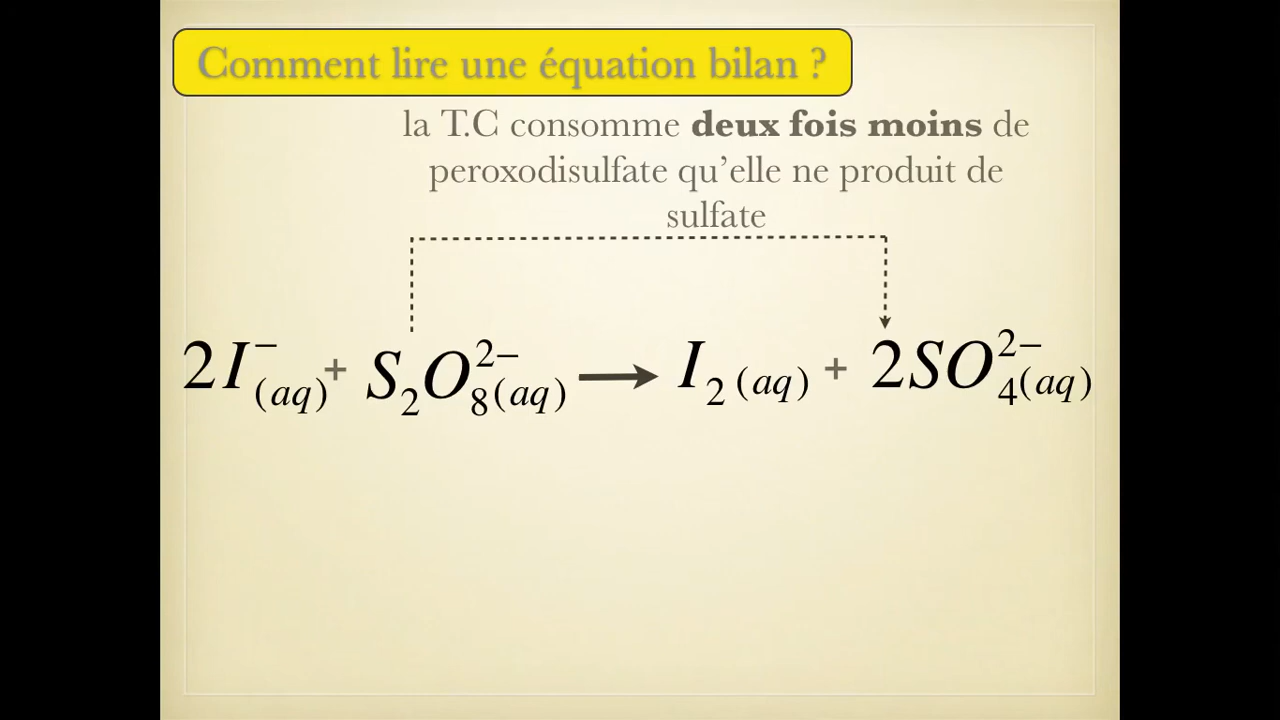 Comment lire une équation bilan ?
la T.C consomme deux fois moins de
peroxodisulfate qu’elle ne produit de
sulfate
2I⁻(aq) + S₂O₈²⁻(aq) → I₂(aq) + 2SO₄²⁻(aq)